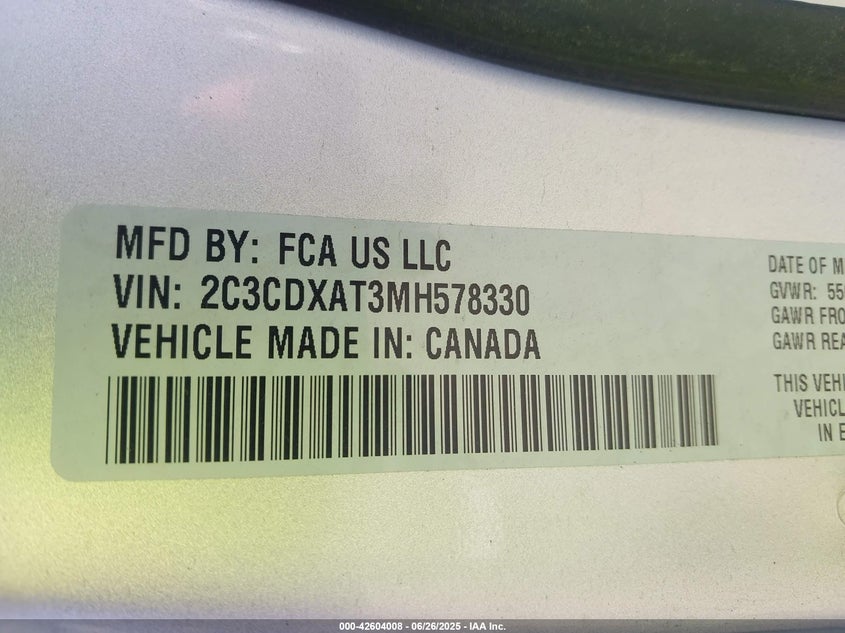 MFD BY: FCA US LLC
VIN: 2C3CDXAT3MH578330
VEHICLE MADE IN: CANADA
DATE OF M
GVWR: 55
GAWR FRO
GAWR REA
THIS VEHI
VEHICL
IN E
000-42604008 - 06/26/2025 - IAA Inc.